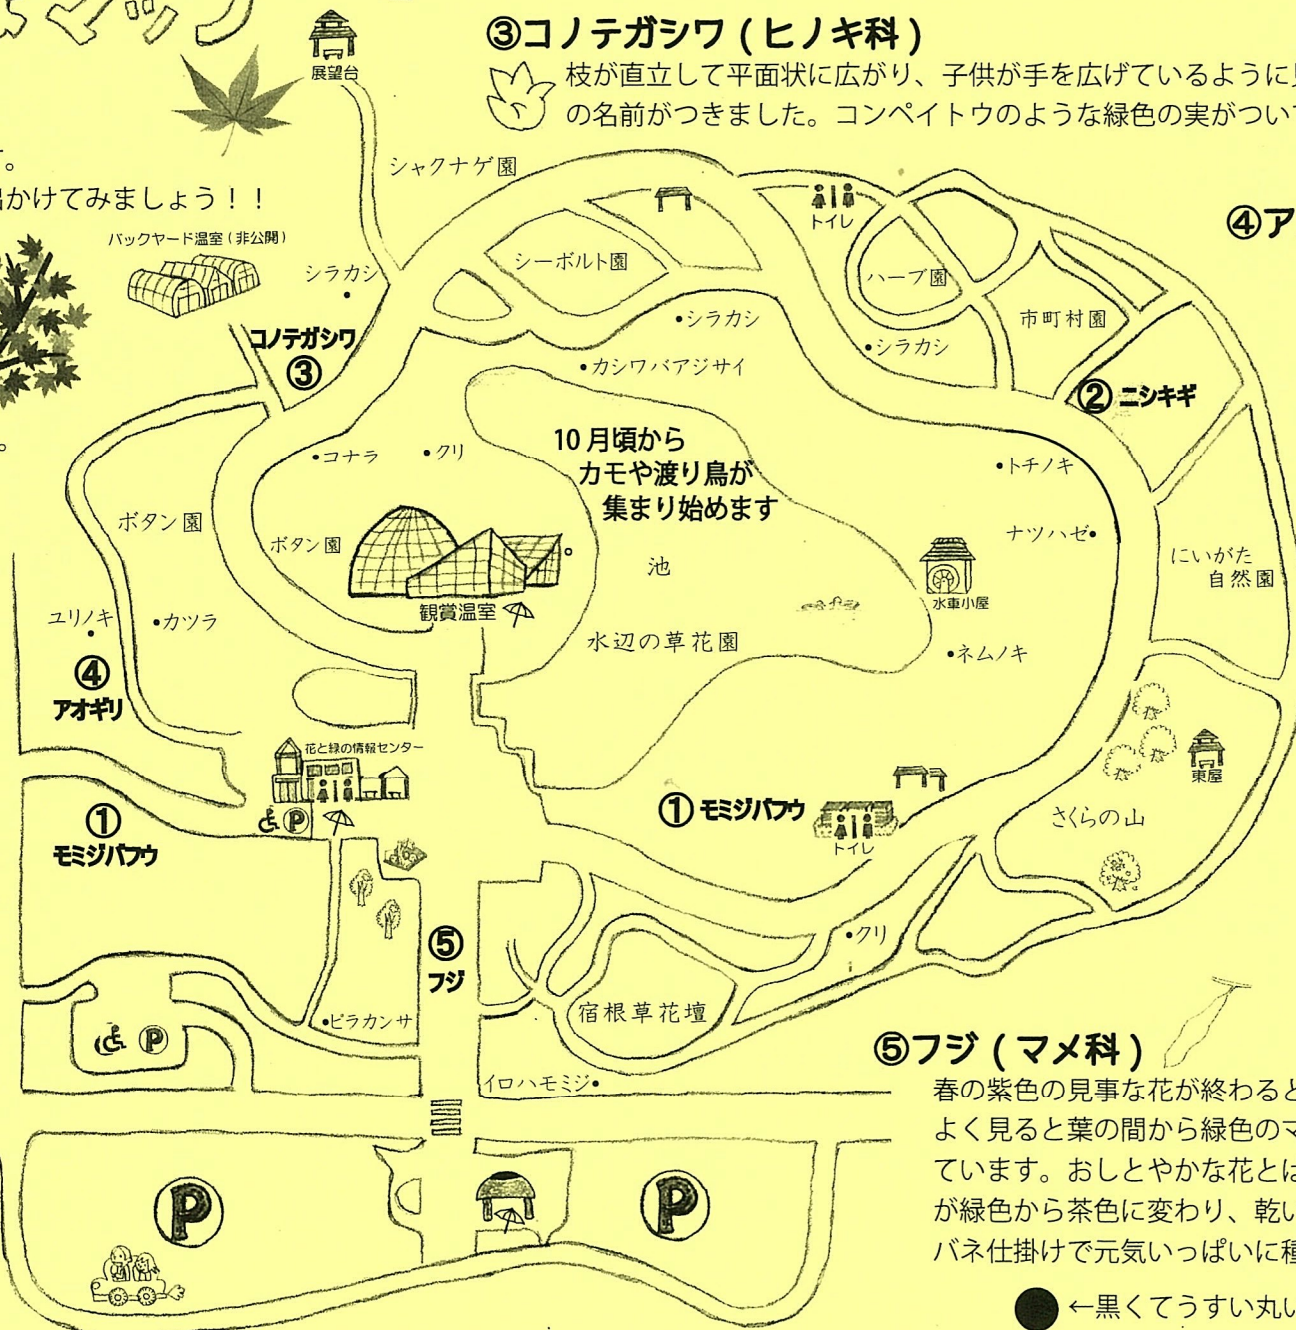 マップ
③コノテガシワ ( ヒノキ科 )
枝が直立して平面状に広がり、子供が手を広げているように
の名前がつきました。コンペイトウのような緑色の実がつい
。
かけてみましょう！！
④ア
展望台
シャクナゲ園
バックヤード温室 ( 非公開 )
シラカシ
コノテガシワ
③
シーボルト園
トイレ
ハーブ園
市町村園
シラカシ
シラカシ
カシワバアジサイ
② ニシキギ
。
コナラ
クリ
10 月頃から
カモや渡り鳥が
集まり始めます
トチノキ
ナツハゼ
ボタン園
ボタン園
観賞温室
池
水車小屋
にいがた
自然園
ユリノキ
カツラ
水辺の草花園
ネムノキ
④
アオギリ
花と緑の情報センター
P
東屋
さくらの山
①
モミジバフウ
① モミジバフウ
トイレ
⑤
フジ
クリ
宿根草花壇
ピラカンサ
P
イロハモミジ
P
P
⑤フジ ( マメ科 )
春の紫色の見事な花が終わると
よく見ると葉の間から緑色のマ
ています。おしとやかな花とは
が緑色から茶色に変わり、乾い
バネ仕掛けで元気いっぱいに種
←黒くてうすい丸い